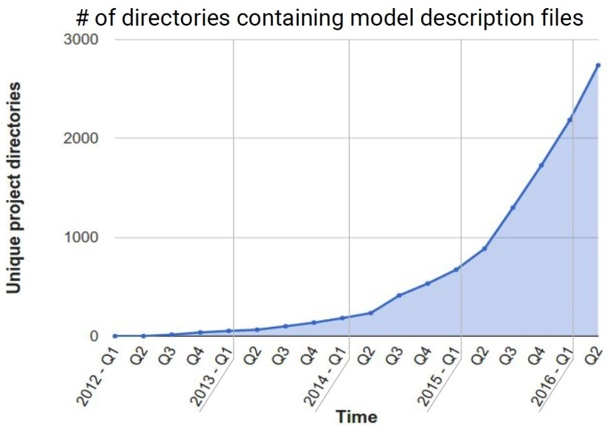 # of directories containing model description files
Unique project directories
3000
2000
1000
0
2012 - Q1
Q2
Q3
Q4
2013 - Q1
Q2
Q3
Q4
2014 - Q1
Q2
Q3
Q4
2015 - Q1
Q2
Q3
Q4
2016 - Q1
Q2
Time